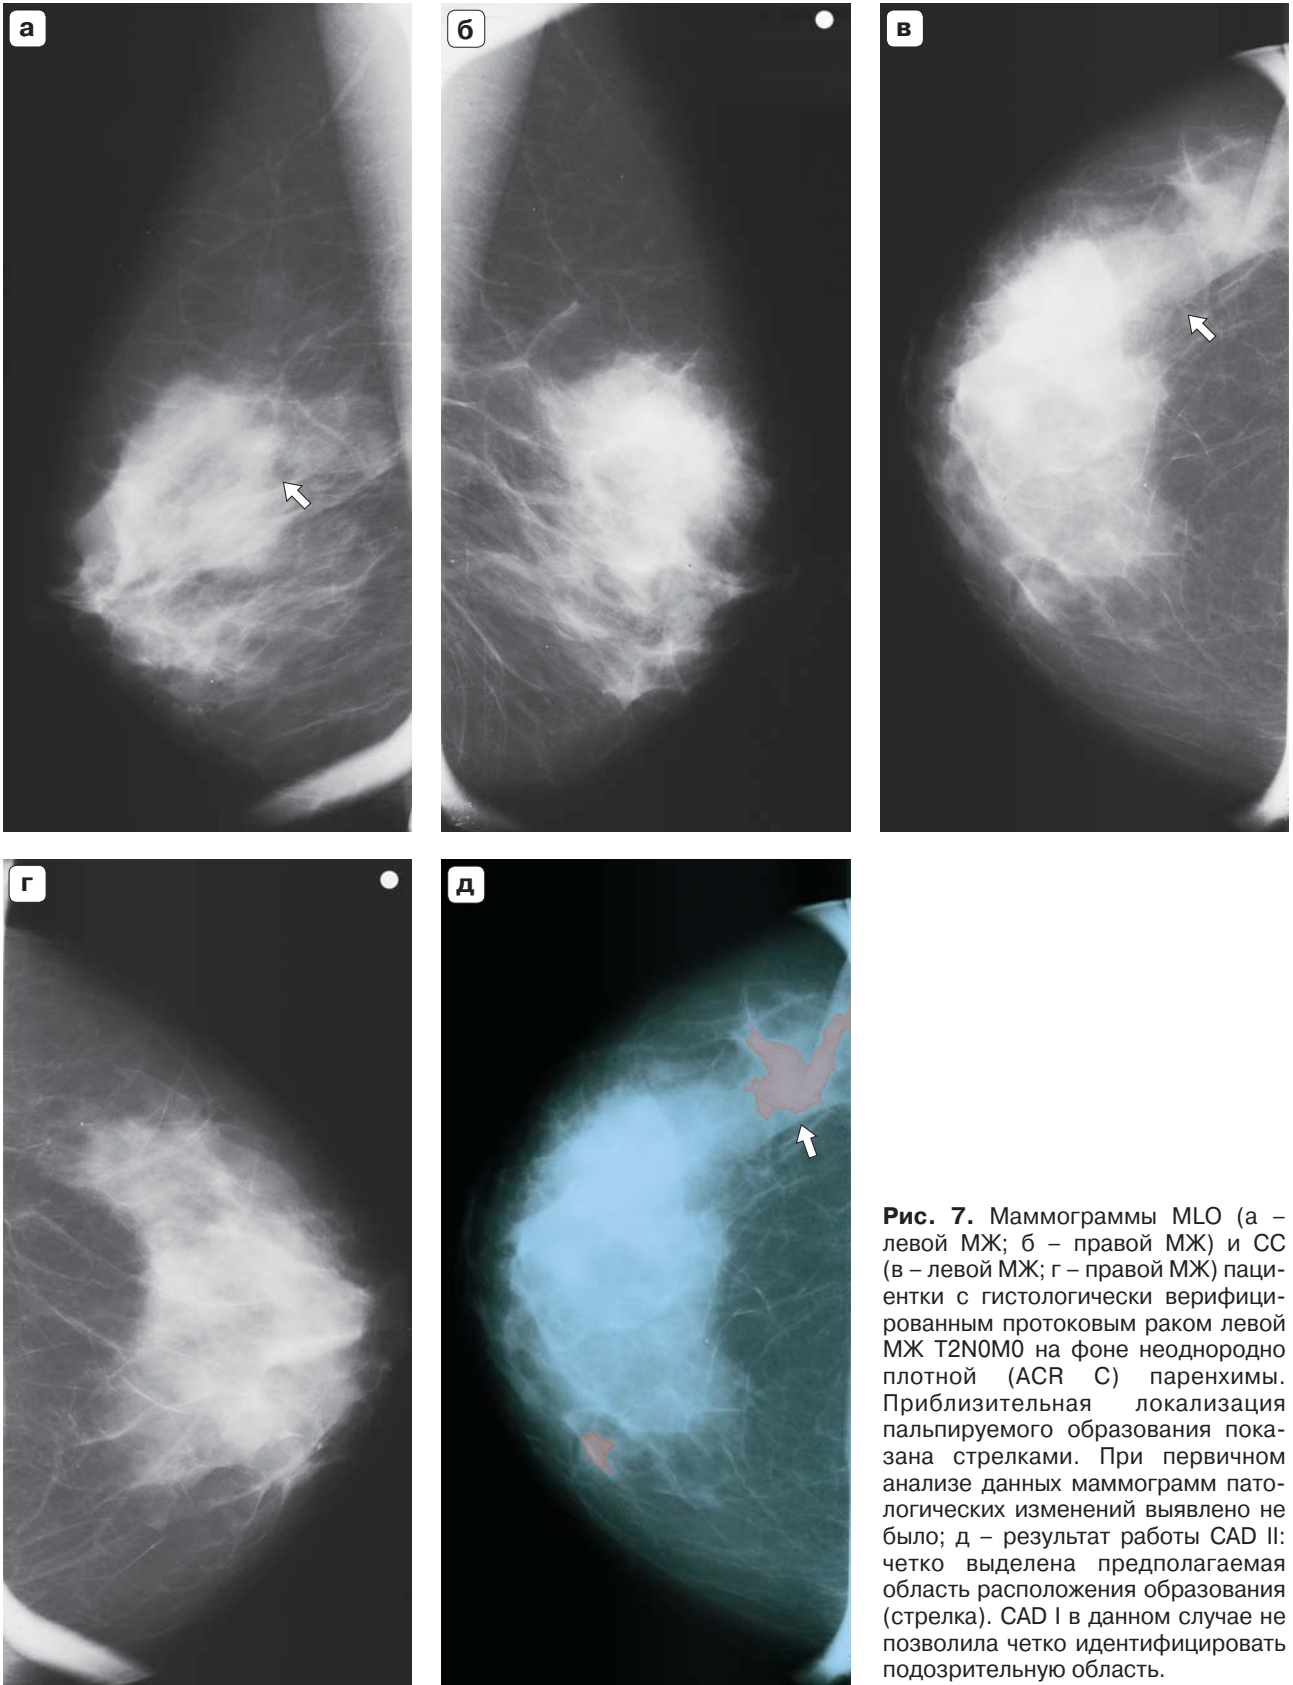 а
б
в
г
д
Рис. 7. Маммограммы MLO (а –
левой МЖ; б – правой МЖ) и CC
(в – левой МЖ; г – правой МЖ) паци-
ентки с гистологически верифици-
рованным протоковым раком левой
МЖ T2N0M0 на фоне неоднородно
плотной (ACR C) паренхимы.
Приблизительная локализация
пальпируемого образования пока-
зана стрелками. При первичном
анализе данных маммограмм пато-
логических изменений выявлено не
было; д – результат работы CAD II:
четко выделена предполагаемая
область расположения образования
(стрелка). CAD I в данном случае не
позволила четко идентифицировать
подозрительную область.